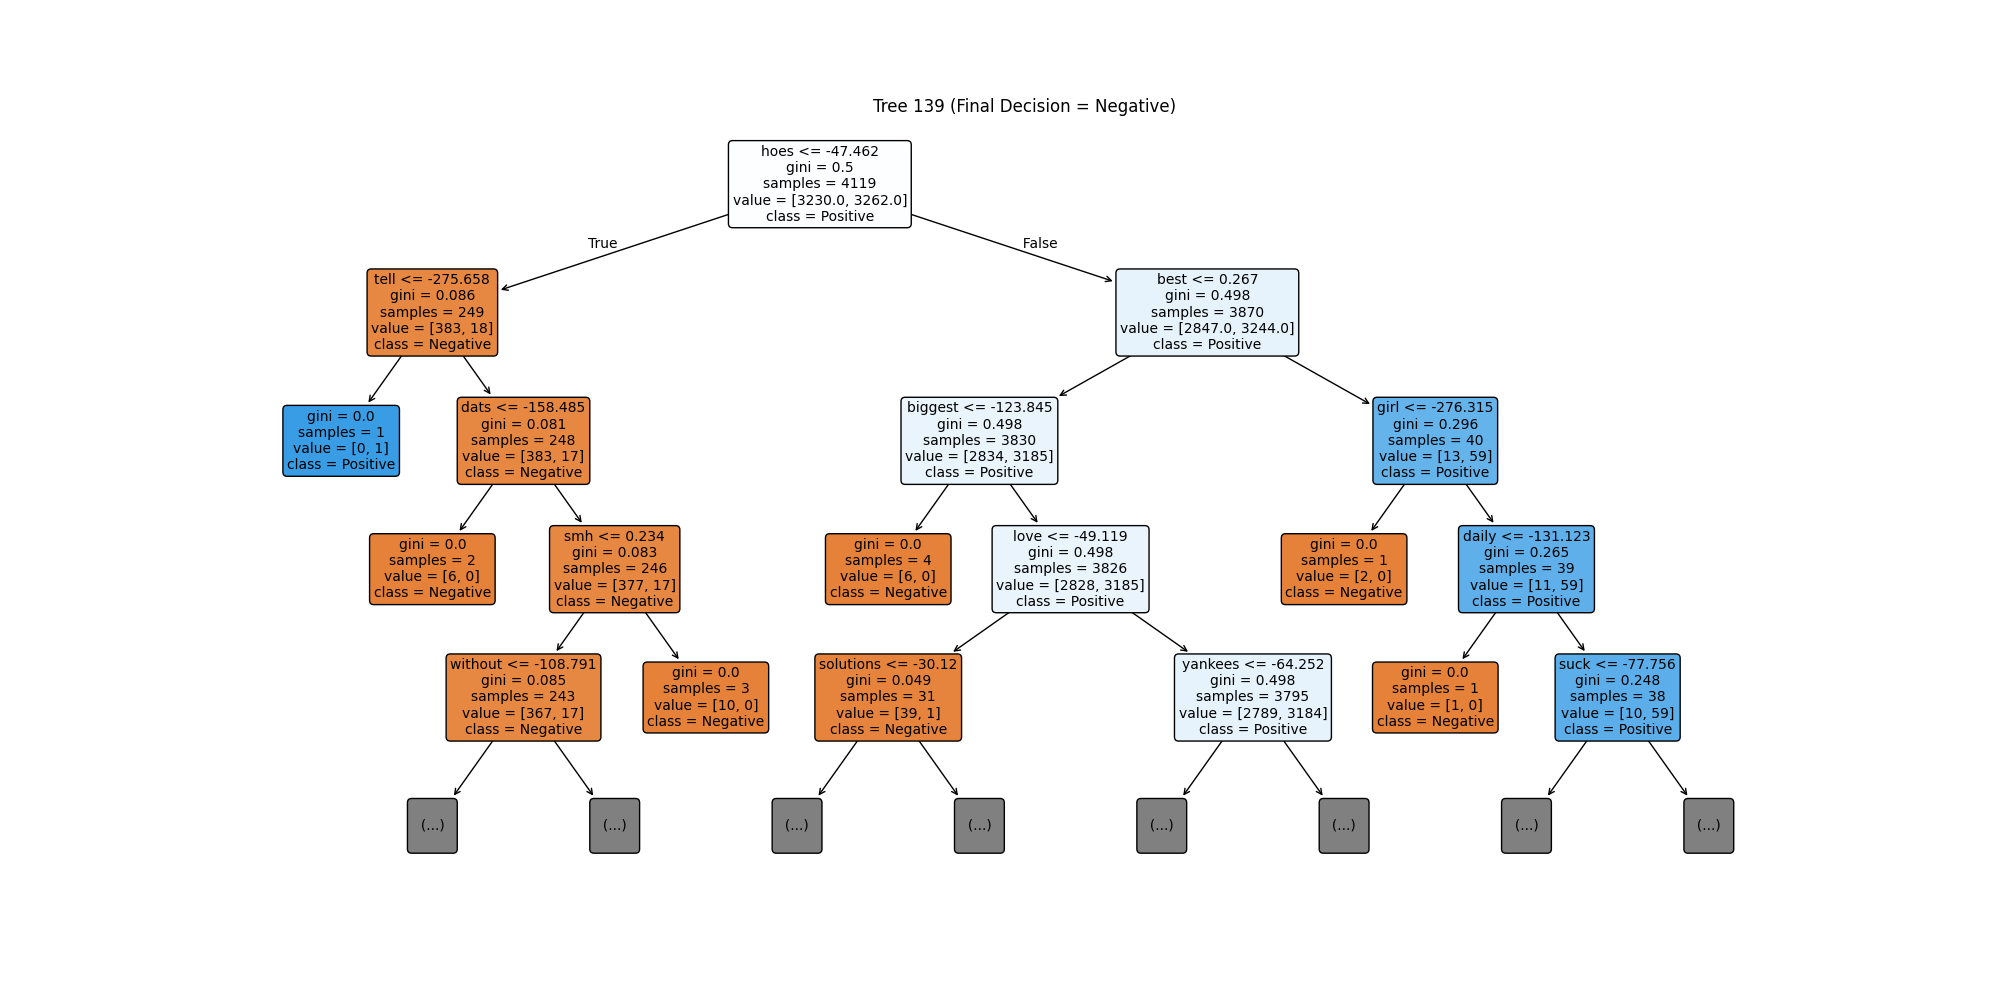 Tree 139 (Final Decision = Negative)
hoes <= -47.462
gini = 0.5
samples = 4119
value = [3230.0, 3262.0]
class = Positive
True
False
tell <= -275.658
gini = 0.086
samples = 249
value = [383, 18]
class = Negative
best <= 0.267
gini = 0.498
samples = 3870
value = [2847.0, 3244.0]
class = Positive
gini = 0.0
samples = 1
value = [0, 1]
class = Positive
dats <= -158.485
gini = 0.081
samples = 248
value = [383, 17]
class = Negative
biggest <= -123.845
gini = 0.498
samples = 3830
value = [2834, 3185]
class = Positive
girl <= -276.315
gini = 0.296
samples = 40
value = [13, 59]
class = Positive
gini = 0.0
samples = 2
value = [6, 0]
class = Negative
smh <= 0.234
gini = 0.083
samples = 246
value = [377, 17]
class = Negative
gini = 0.0
samples = 4
value = [6, 0]
class = Negative
love <= -49.119
gini = 0.498
samples = 3826
value = [2828, 3185]
class = Positive
gini = 0.0
samples = 1
value = [2, 0]
class = Negative
daily <= -131.123
gini = 0.265
samples = 39
value = [11, 59]
class = Positive
without <= -108.791
gini = 0.085
samples = 243
value = [367, 17]
class = Negative
gini = 0.0
samples = 3
value = [10, 0]
class = Negative
solutions <= -30.12
gini = 0.049
samples = 31
value = [39, 1]
class = Negative
yankees <= -64.252
gini = 0.498
samples = 3795
value = [2789, 3184]
class = Positive
gini = 0.0
samples = 1
value = [1, 0]
class = Negative
suck <= -77.756
gini = 0.248
samples = 38
value = [10, 59]
class = Positive
(...)
(...)
(...)
(...)
(...)
(...)
(...)
(...)